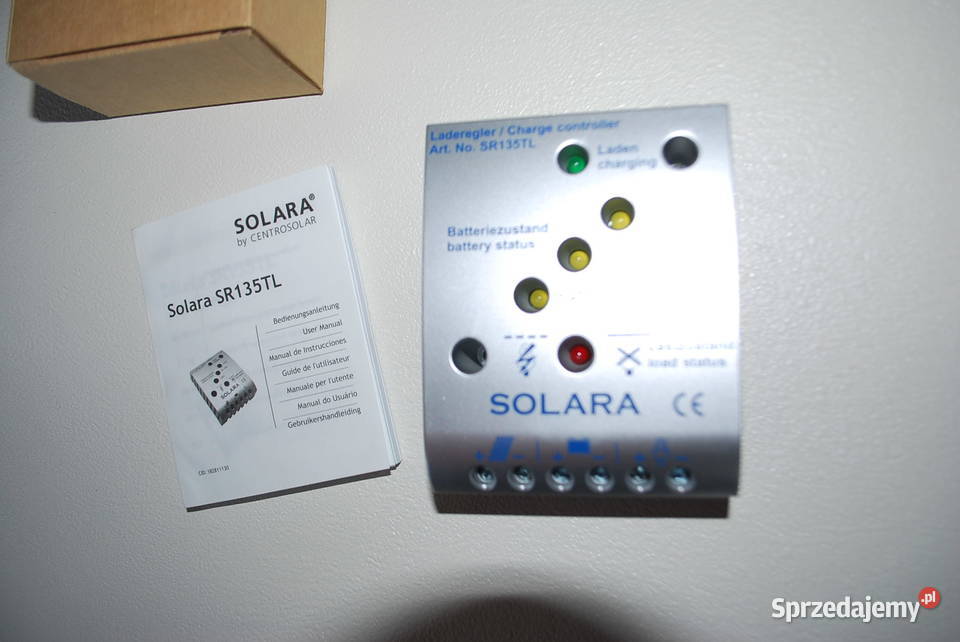 SOLARA®
by CENTROSOLAR
Solara SR135TL
Bedienungsanleitung
User Manual
Manual de Instrucciones
Guide de l'utilisateur
Manuale per l'utente
Manual do Usuário
Gebruikershandleiding
CID: 182811133
Laderegler / Charge controller
Art. No. SR135TL
Laden
charging
Batteriezustand
battery status
load status
SOLARA CE
Sprzedajemy.pl